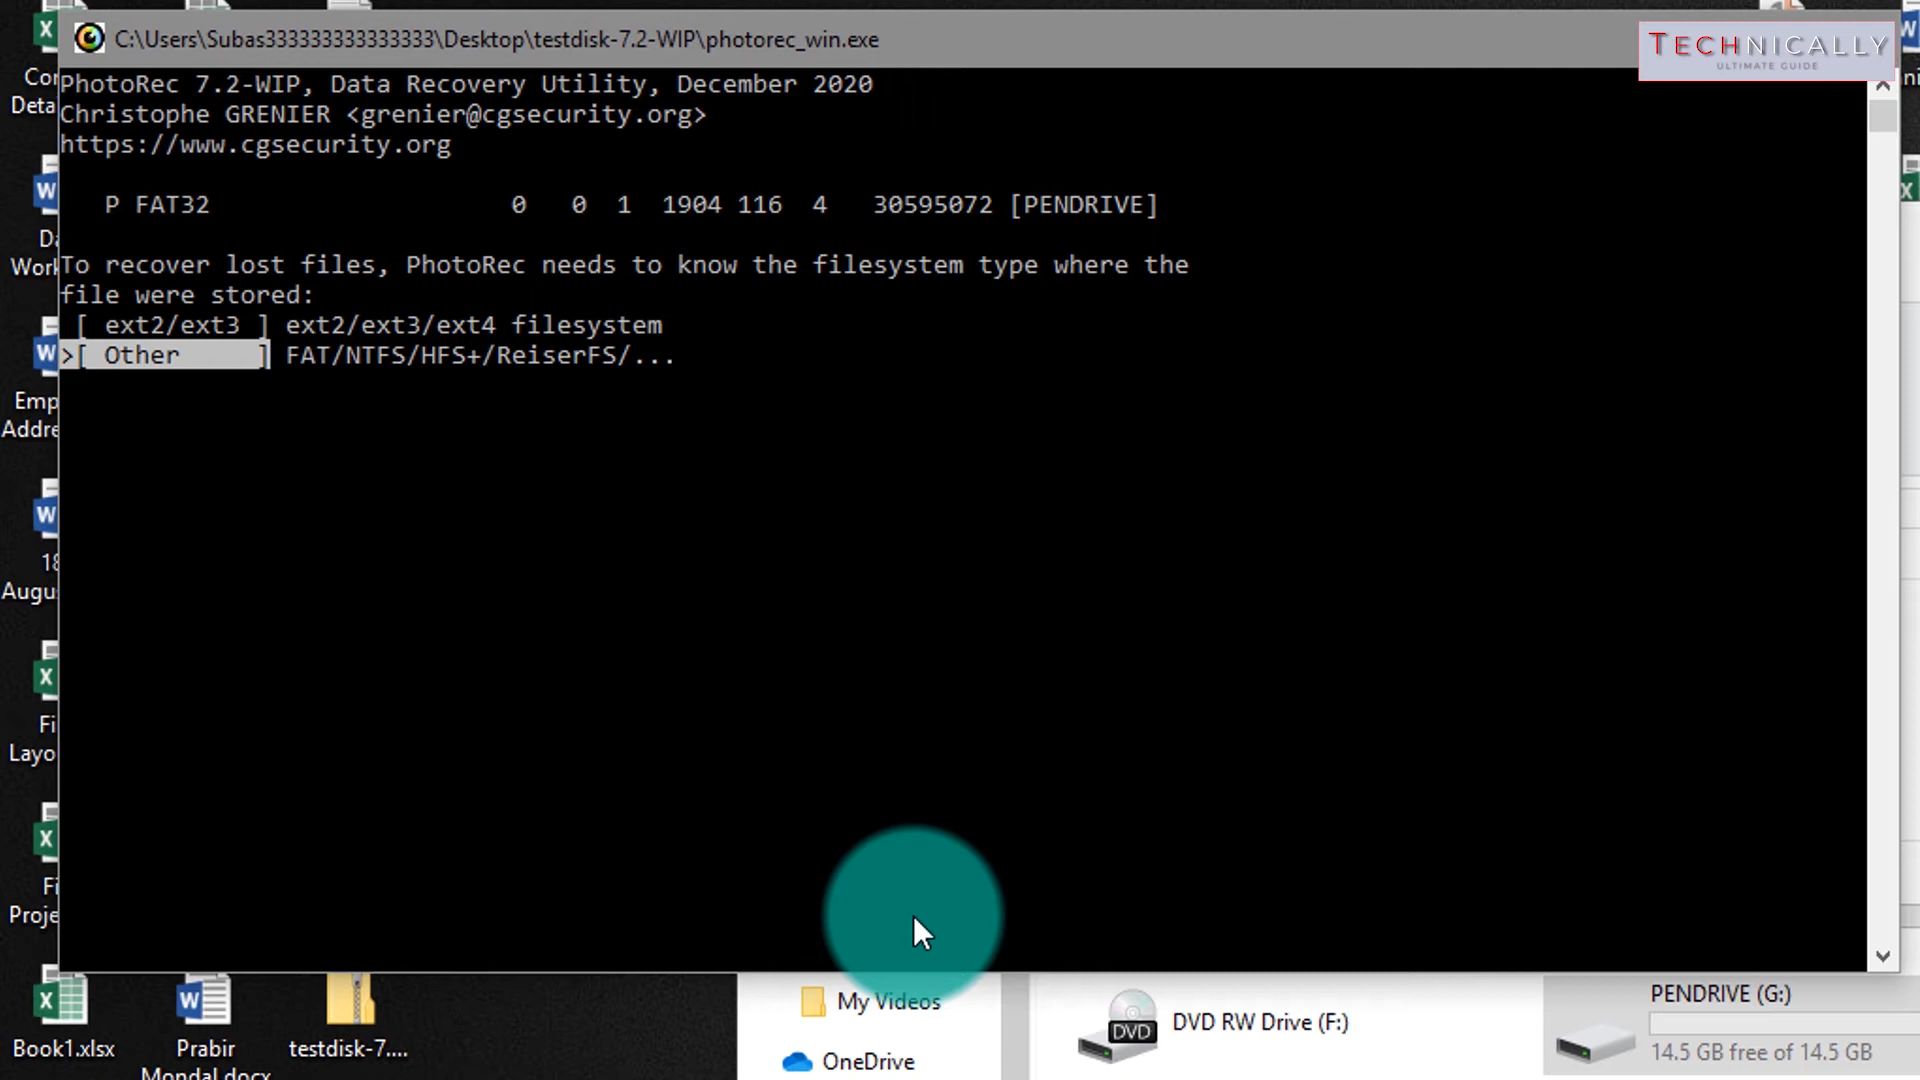 C:\Users\Subas333333333333333\Desktop\testdisk-7.2-WIP\photorec_win.exe
TECHNICALLY
ULTIMATE GUIDE
PhotoRec 7.2-WIP, Data Recovery Utility, December 2020
Christophe GRENIER <grenier@cgsecurity.org>
https://www.cgsecurity.org
P FAT32 0 0 1 1904 116 4 30595072 [PENDRIVE]
To recover lost files, PhotoRec needs to know the filesystem type where the
file were stored:
[ ext2/ext3 ] ext2/ext3/ext4 filesystem
>[ Other ] FAT/NTFS/HFS+/ReiserFS/...
Book1.xlsx
Prabir
Mondal.docx
testdisk-7....
My Videos
OneDrive
DVD
DVD RW Drive (F:)
PENDRIVE (G:)
14.5 GB free of 14.5 GB